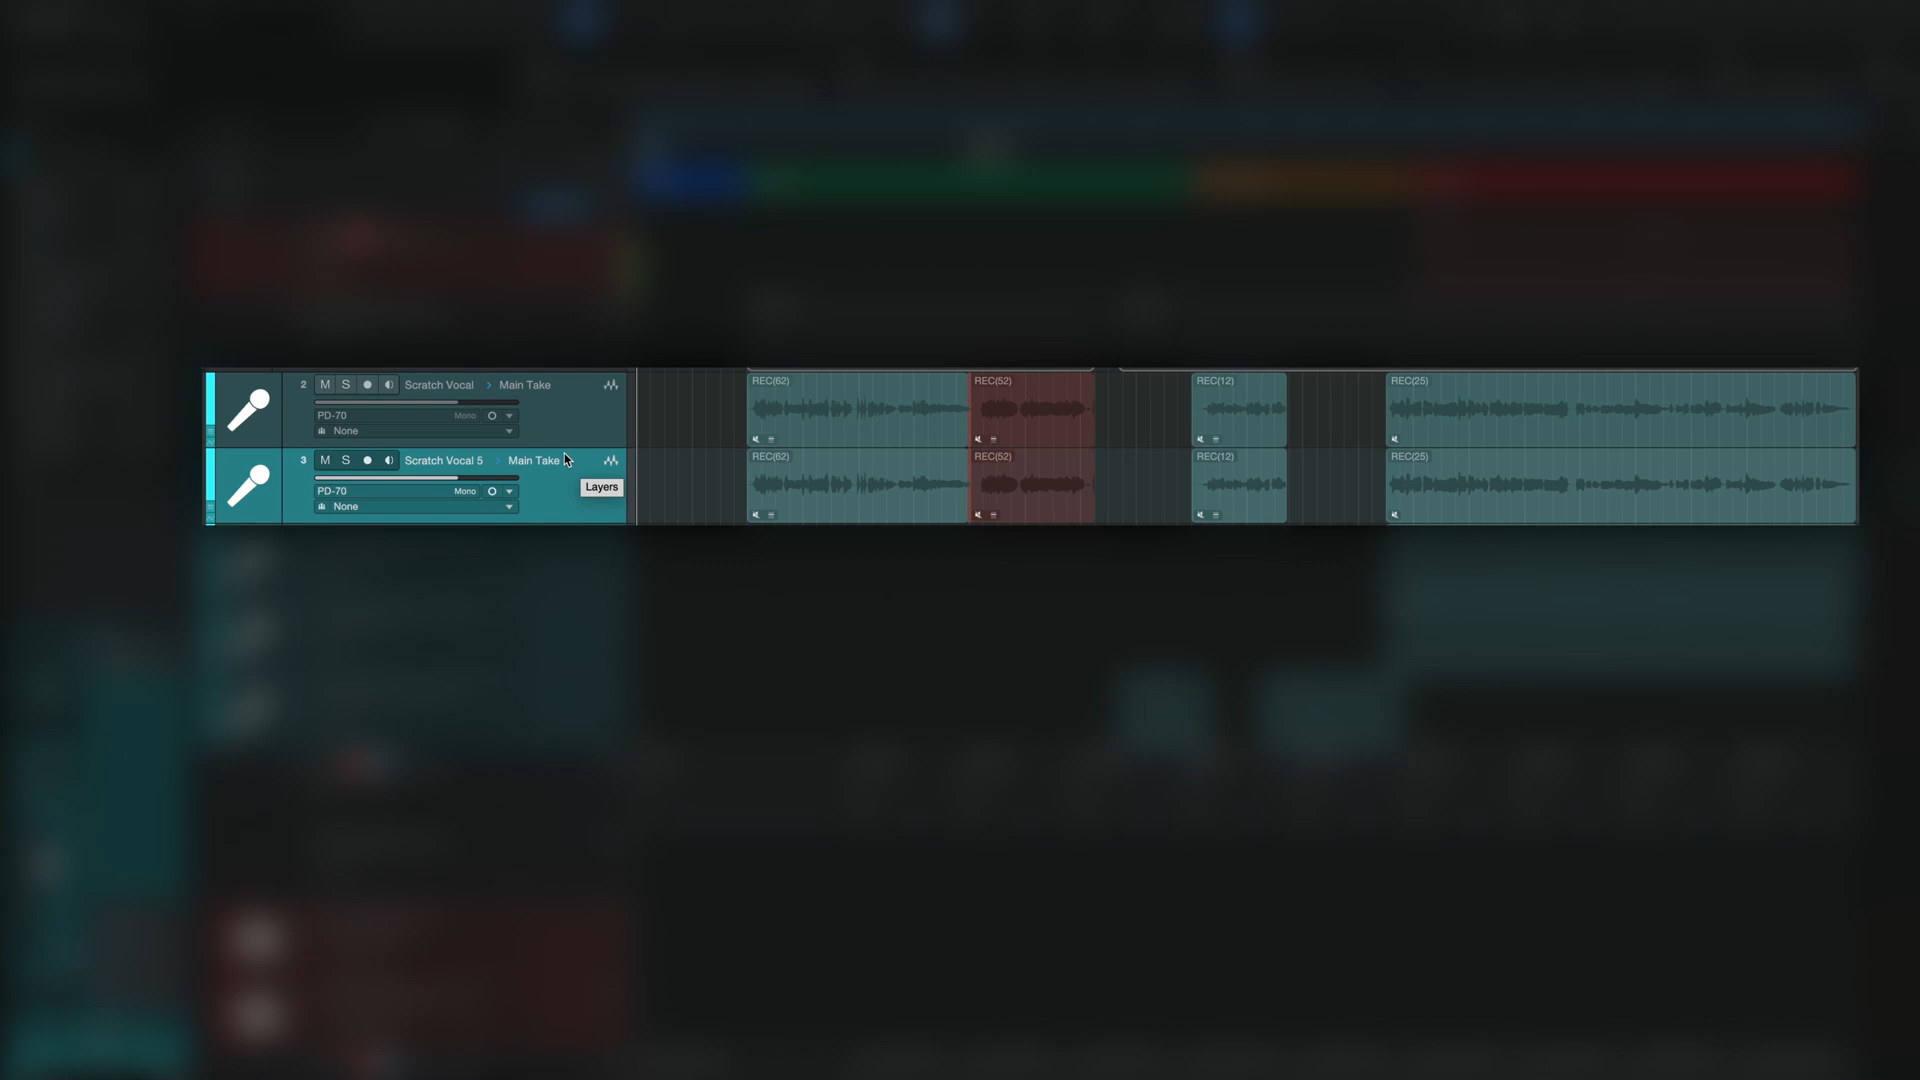 2 M S Scratch Vocal > Main Take
PD-70 Mono
None
REC(62) REC(52) REC(12) REC(25)
3 M S Scratch Vocal 5 > Main Take
PD-70 Mono
None
Layers
REC(62) REC(52) REC(12) REC(25)